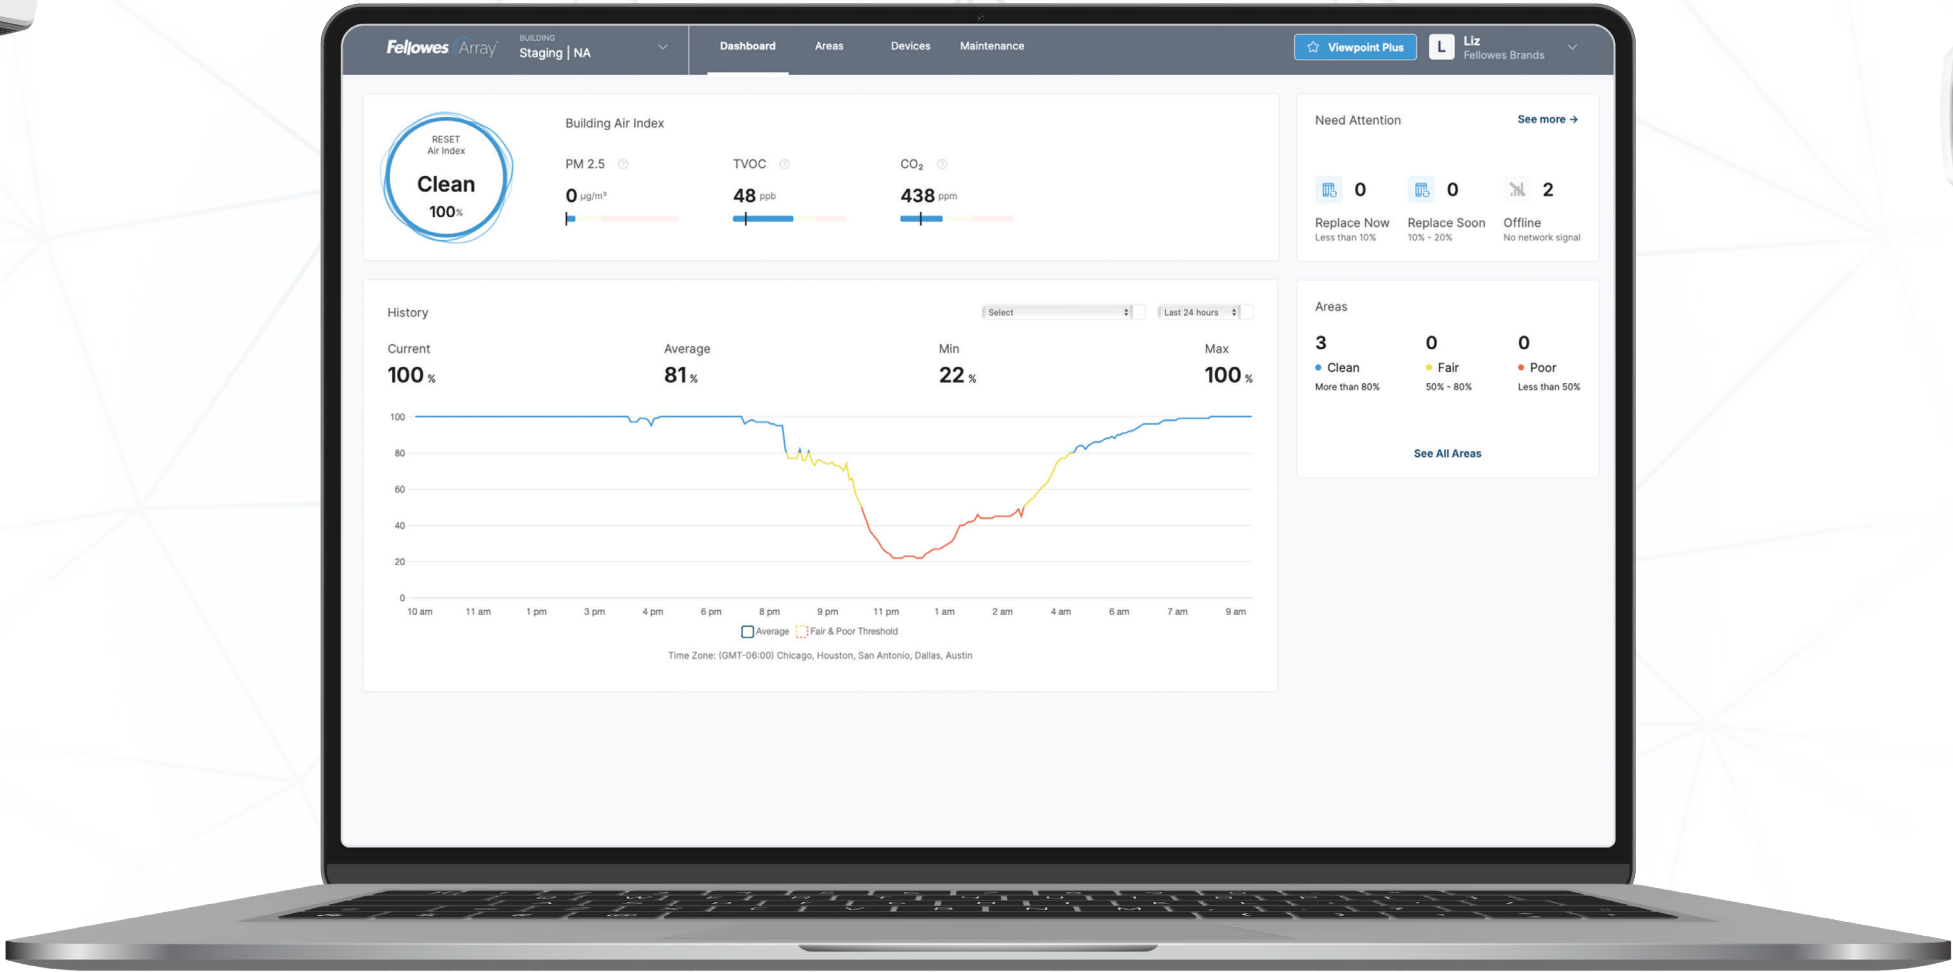 Fellowes Array
BUILDING
Staging | NA
Dashboard
Areas
Devices
Maintenance
Viewpoint Plus
L
Liz
Fellowes Brands
RESET
Air Index
Clean
100%
Building Air Index
PM 2.5
0 µg/m³
TVOC
48 ppb
CO₂
438 ppm
Need Attention
See more →
0
Replace Now
Less than 10%
0
Replace Soon
10% - 20%
2
Offline
No network signal
History
Select
Last 24 hours
Current
100 %
Average
81 %
Min
22 %
Max
100 %
100
80
60
40
20
0
10 am 11 am 1 pm 3 pm 4 pm 6 pm 8 pm 9 pm 11 pm 1 am 2 am 4 am 6 am 7 am 9 am
Average Fair & Poor Threshold
Time Zone: (GMT-06:00) Chicago, Houston, San Antonio, Dallas, Austin
Areas
3
Clean
More than 80%
0
Fair
50% - 80%
0
Poor
Less than 50%
See All Areas